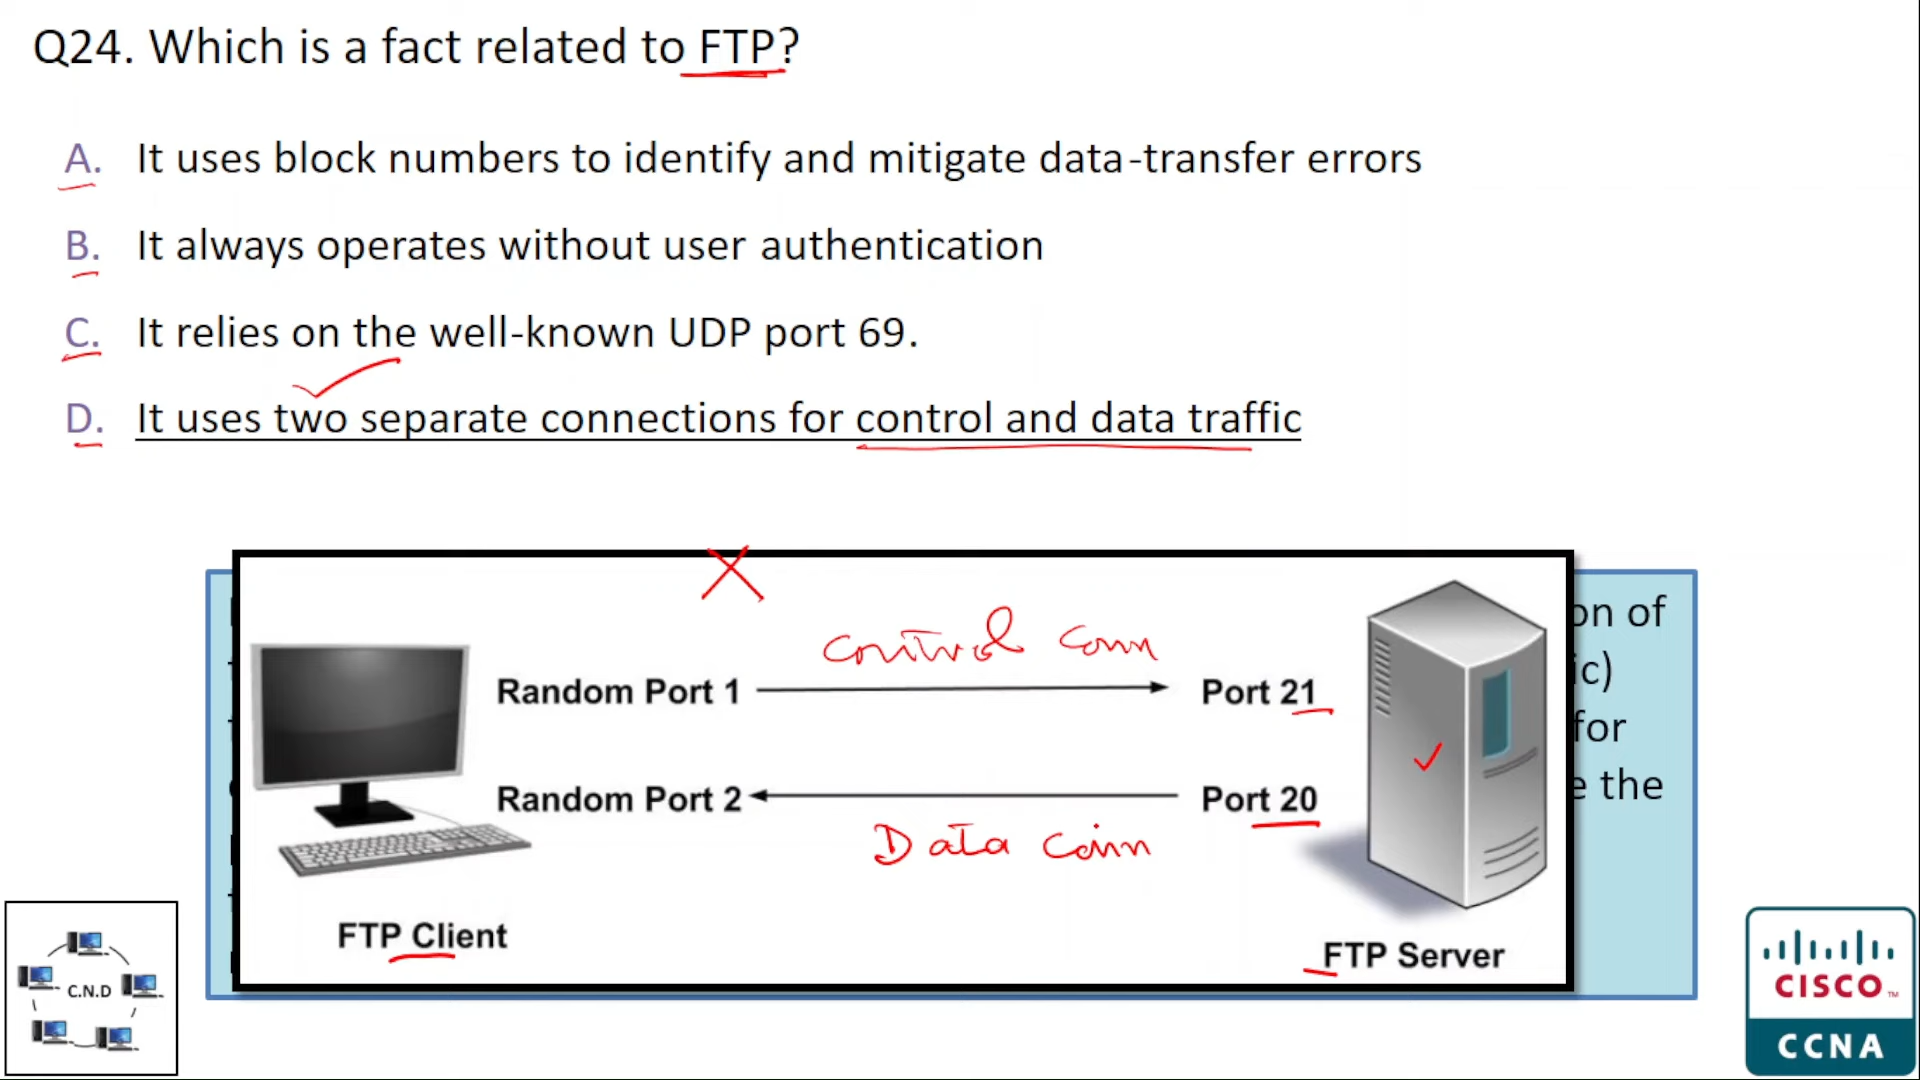 Q24. Which is a fact related to FTP?
A. It uses block numbers to identify and mitigate data-transfer errors
B. It always operates without user authentication
C. It relies on the well-known UDP port 69.
D. It uses two separate connections for control and data traffic
on of
ic)
for
e the
Control Conn
Random Port 1
Port 21
Random Port 2
Port 20
Data Conn
FTP Client
FTP Server
C.N.D
CISCO™
CCNA